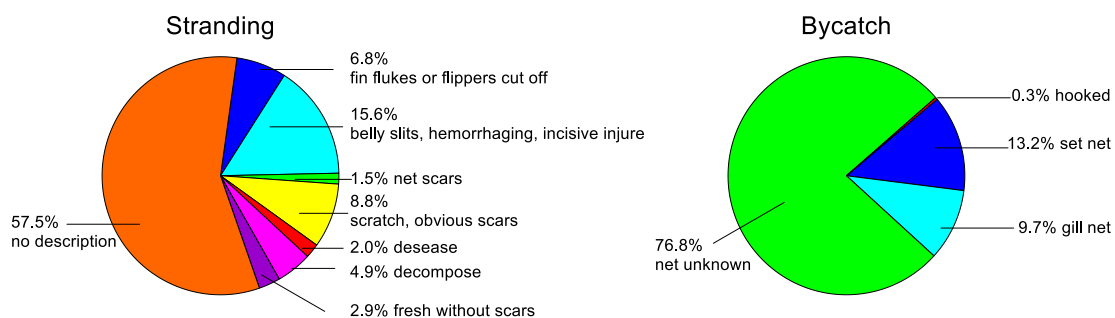 Stranding
6.8%
fin flukes or flippers cut off
15.6%
belly slits, hemorrhaging, incisive injure
1.5% net scars
8.8%
scratch, obvious scars
2.0% desease
4.9% decompose
2.9% fresh without scars
57.5%
no description
Bycatch
0.3% hooked
13.2% set net
9.7% gill net
76.8%
net unknown